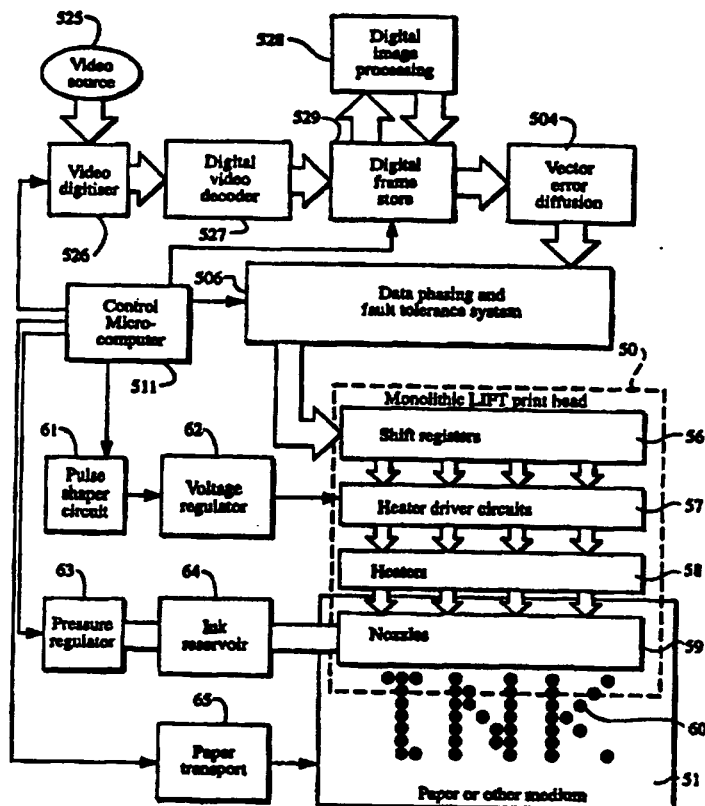 525
Video
source
528
Digital
image
processing
529
504
Video
digitiser
526
Digital
video
decoder
527
Digital
frame
store
Vector
error
diffusion
506
Data phasing and
fault tolerance system
Control
Micro-
computer
511
50
Monolithic LIFT print head
Shift registers
56
61
Pulse
shaper
circuit
62
Voltage
regulator
Heater driver circuits
57
Heaters
58
63
Pressure
regulator
64
Ink
reservoir
Nozzles
59
INK
60
65
Paper
transport
Paper or other medium
51